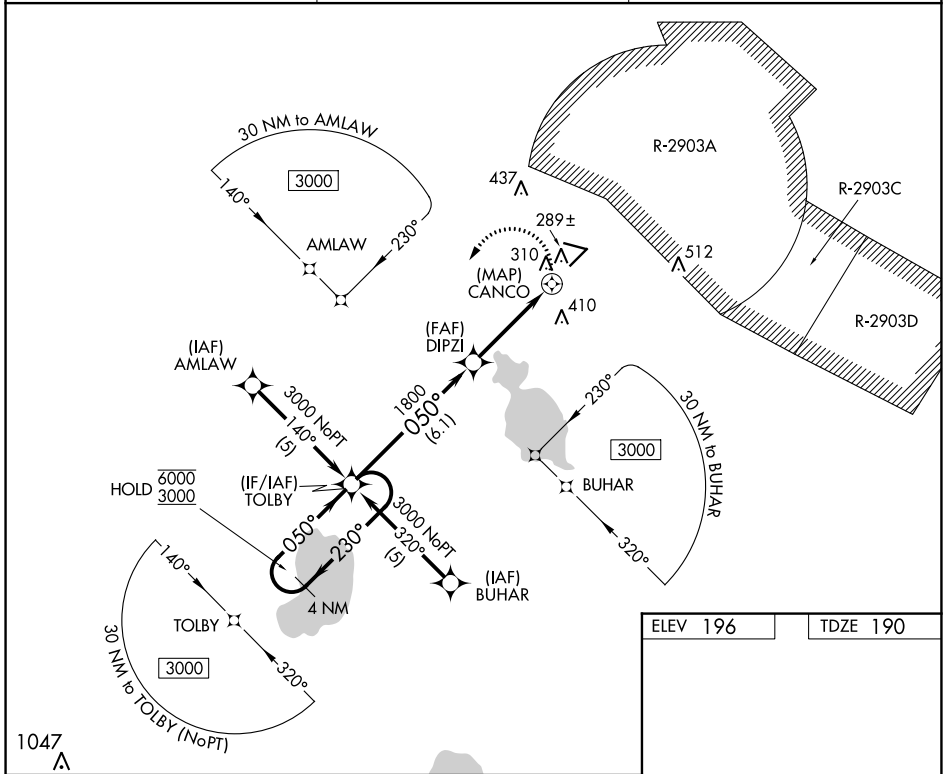 30 NM to AMLAW
3000
140°
230°
AMLAW
R-2903A
R-2903C
R-2903D
437
289±
310
512
(MAP)
CANCO
410
(FAF)
DIPZI
(IAF)
AMLAW
3000 NoPT
140°
(5)
1800
050°
(6.1)
230°
30 NM to BUHAR
3000
BUHAR
320°
HOLD 6000
3000
(IF/IAF)
TOLBY
050°
230°
3000 NoPT
320°
(5)
(IAF)
BUHAR
4 NM
140°
TOLBY
320°
3000
30 NM to TOLBY (NoPT)
1047
ELEV 196
TDZE 190